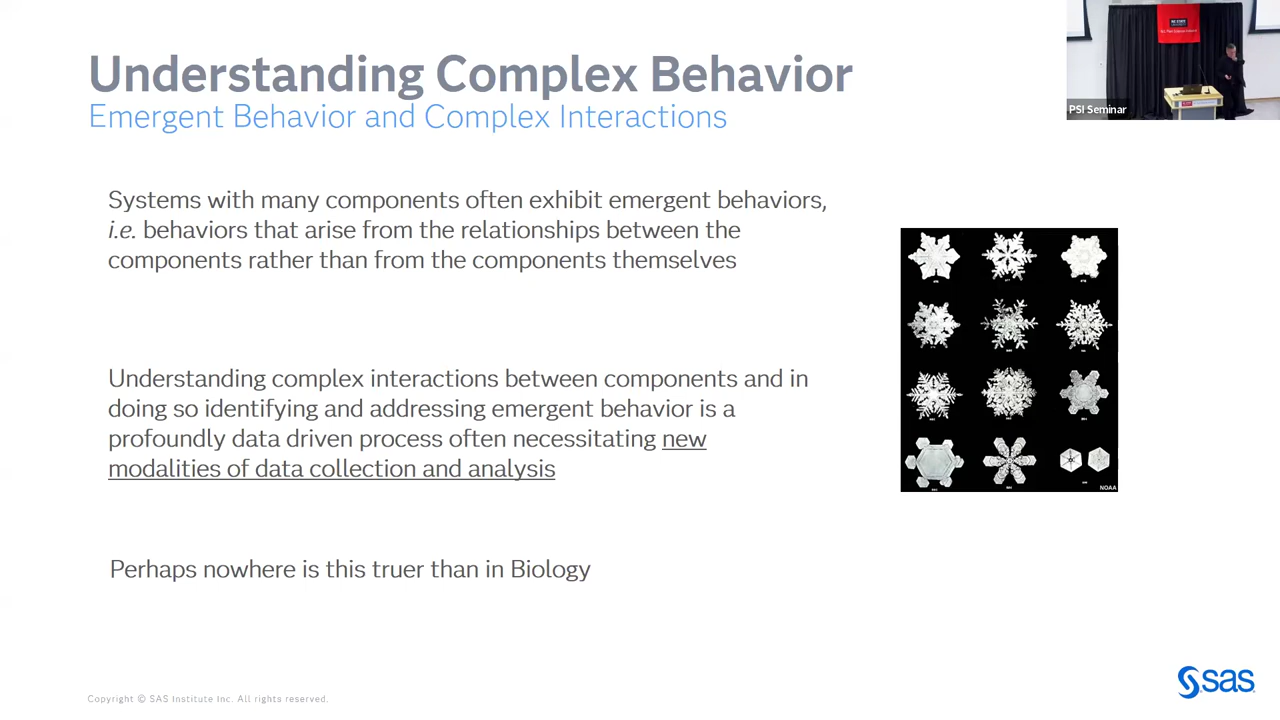 Understanding Complex Behavior
Emergent Behavior and Complex Interactions
PSI Seminar
Systems with many components often exhibit emergent behaviors,
i.e. behaviors that arise from the relationships between the
components rather than from the components themselves
Understanding complex interactions between components and in
doing so identifying and addressing emergent behavior is a
profoundly data driven process often necessitating new
modalities of data collection and analysis
NOAA
Perhaps nowhere is this truer than in Biology
Copyright © SAS Institute Inc. All rights reserved.
sas